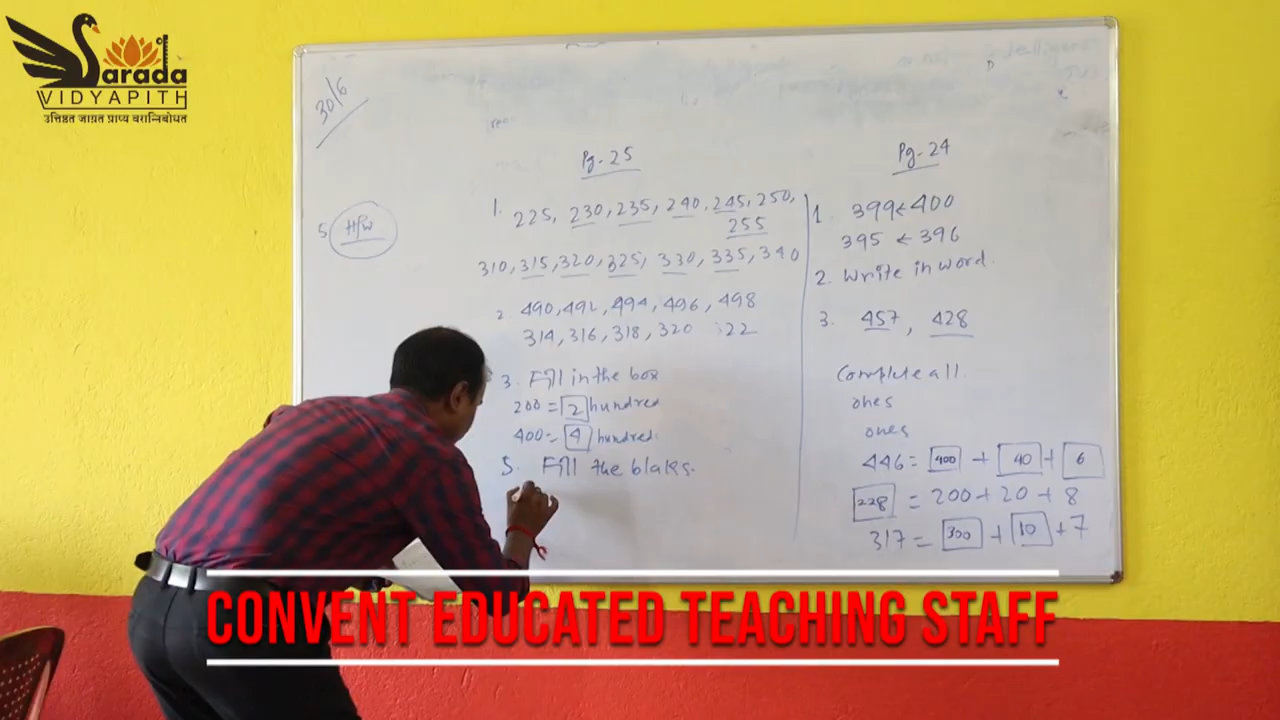 Sarada
VIDYAPITH
उत्तिष्ठत जाग्रत प्राप्य वरान्निबोधत
30/6
5 H/W
Pg-25
1. 225, 230, 235, 240, 245, 250,
255
310, 315, 320, 325, 330, 335, 340
2. 490, 492, 494, 496, 498
314, 316, 318, 320 322
3. Fill in the box
200 = 2 hundred
400 = 4 hundred.
5. Fill the blaks.
Pg-24
1. 399 < 400
395 < 396
2. Write in word.
3. 457, 428
Complete all.
ones
ones
446 = 400 + 40 + 6
228 = 200 + 20 + 8
317 = 300 + 10 + 7
CONVENT EDUCATED TEACHING STAFF